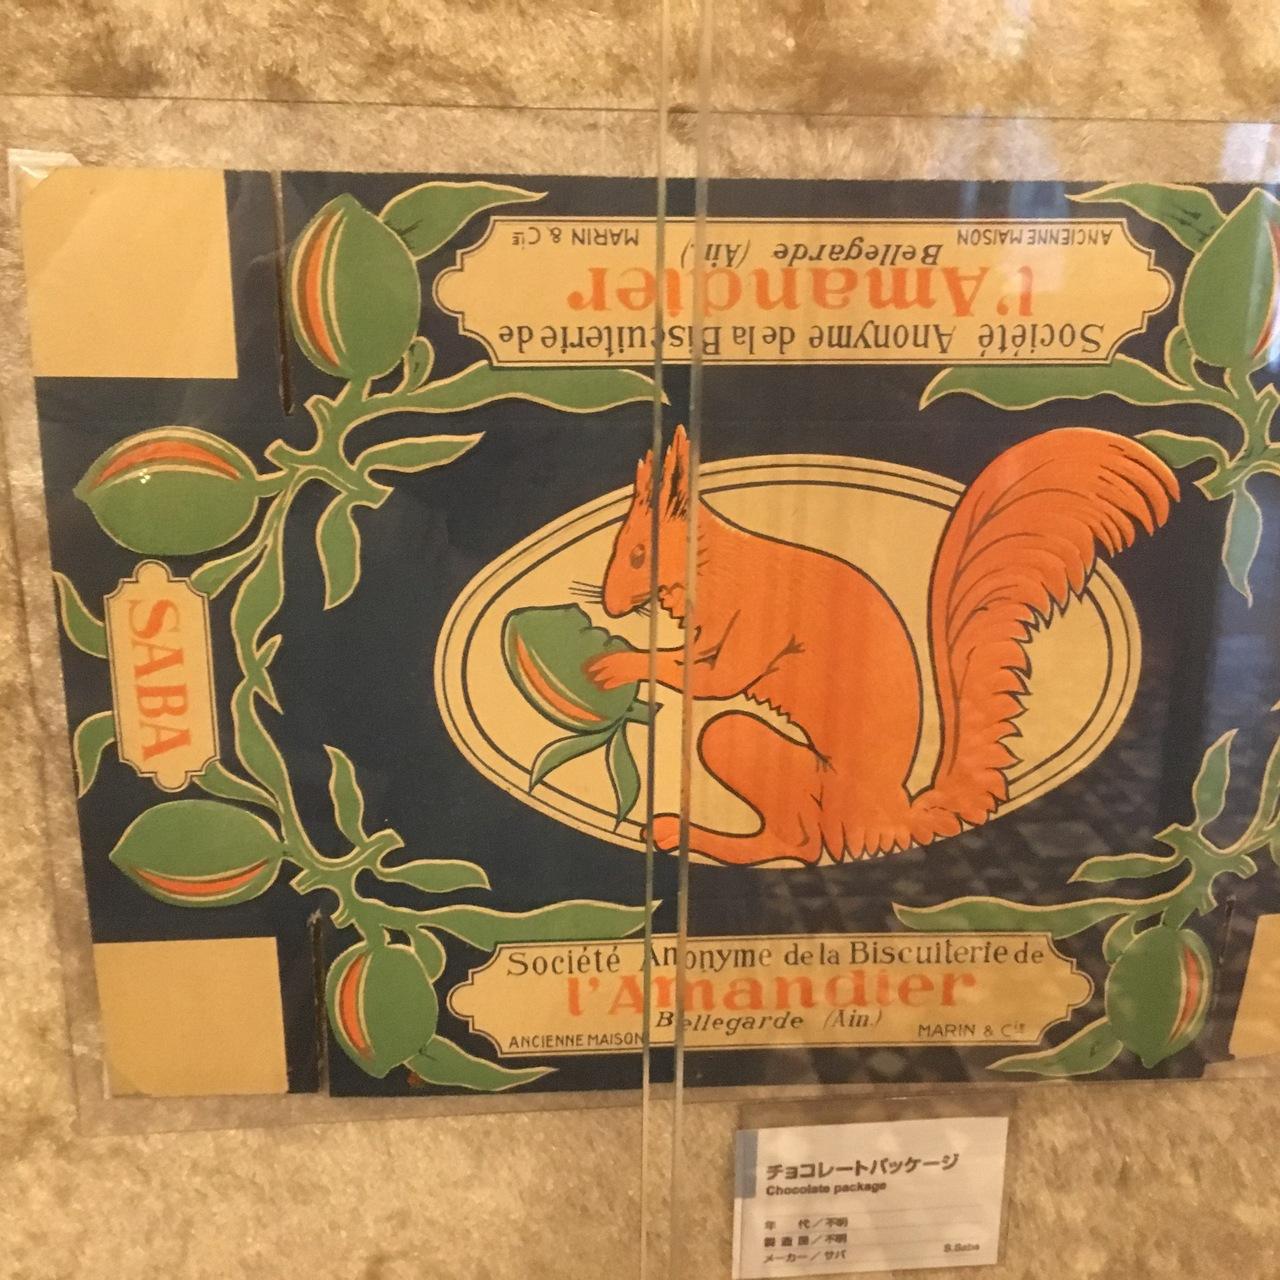 Société Anonyme de la Biscuiterie de
l'Amandier
Bellegarde (Ain.)
ANCIENNE MAISON MARIN & Cie
SABA
Société Anonyme de la Biscuiterie de
l'Amandier
Bellegarde (Ain.)
ANCIENNE MAISON MARIN & Cie
チョコレートパッケージ
Chocolate package
年 代／不明
製造国／不明
メーカー／サバ S.Saba